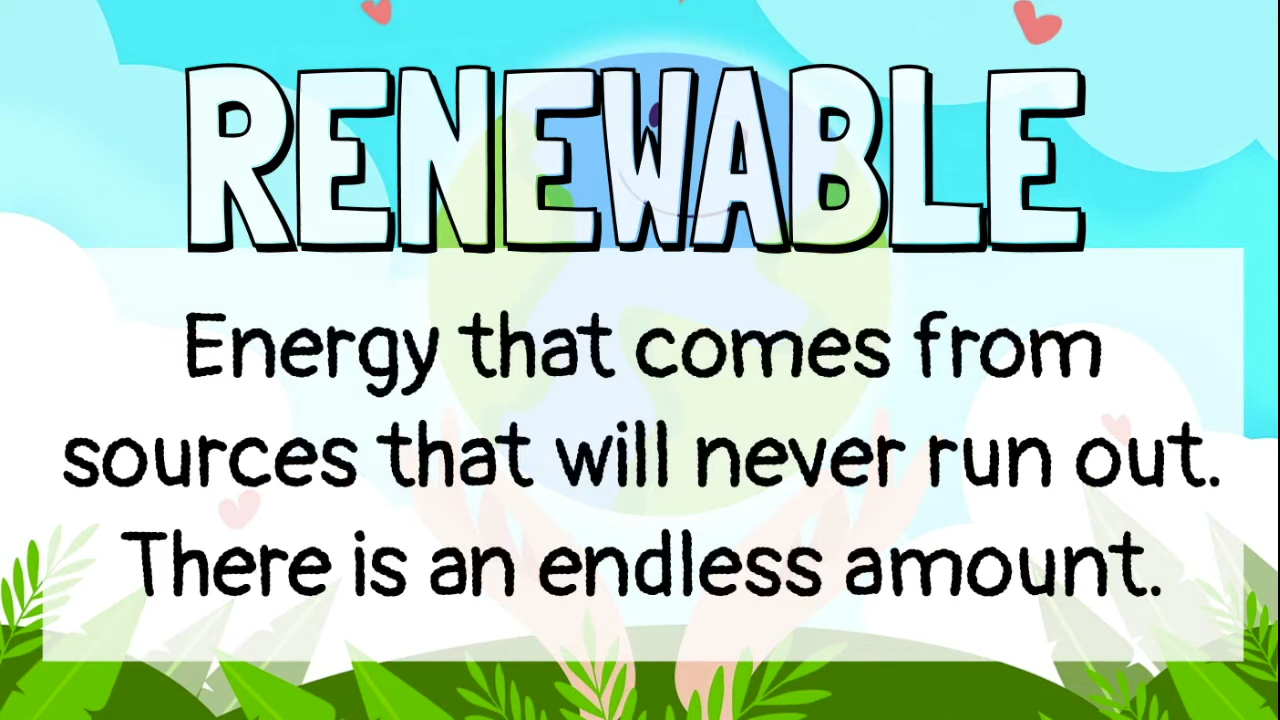 RENEWABLE
Energy that comes from
sources that will never run out.
There is an endless amount.